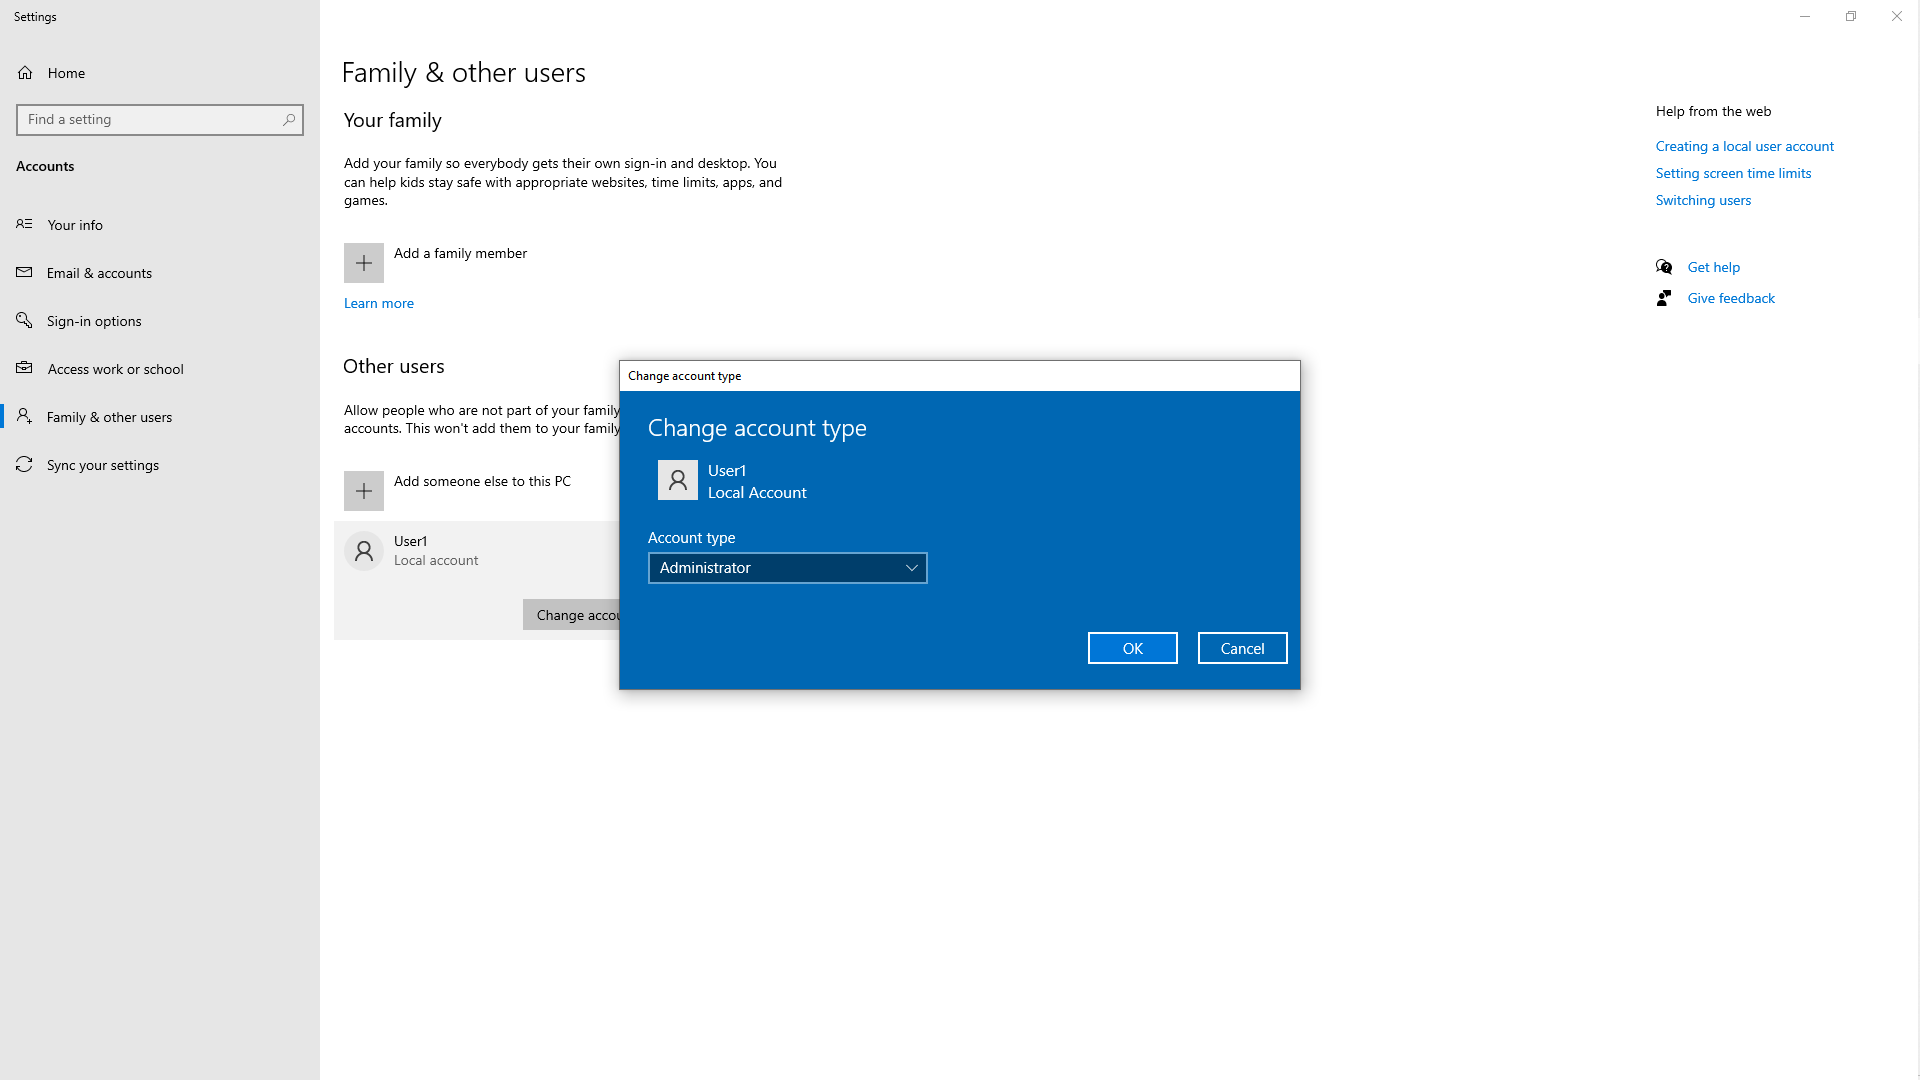 Settings
Home
Find a setting
Accounts
Your info
Email & accounts
Sign-in options
Access work or school
Family & other users
Sync your settings
Family & other users
Your family
Add your family so everybody gets their own sign-in and desktop. You
can help kids stay safe with appropriate websites, time limits, apps, and
games.
Add a family member
Learn more
Other users
Allow people who are not part of your family
accounts. This won't add them to your family
Add someone else to this PC
User1
Local account
Change accou
Change account type
Change account type
User1
Local Account
Account type
Administrator
OK
Cancel
Help from the web
Creating a local user account
Setting screen time limits
Switching users
Get help
Give feedback